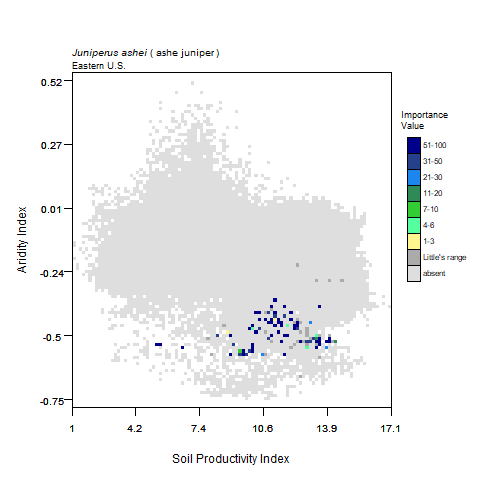 Juniperus ashei ( ashe juniper )
Eastern U.S.
0.52
0.27
0.01
-0.24
-0.5
-0.75
Aridity Index
1 4.2 7.4 10.6 13.9 17.1
Soil Productivity Index
Importance
Value
51-100
31-50
21-30
11-20
7-10
4-6
1-3
Little's range
absent